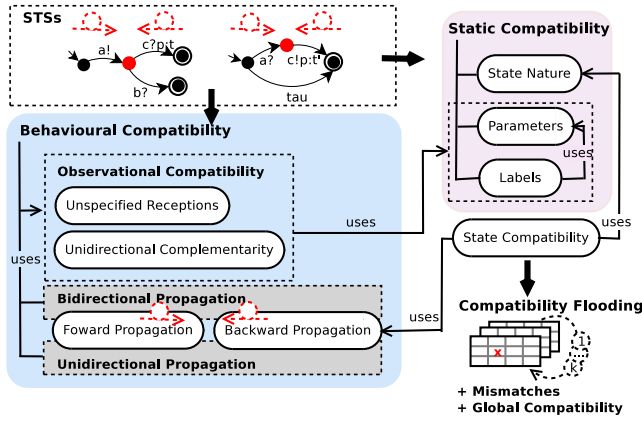 STSs
a!
c?p:t
b?
a?
c!p:t'
tau
Static Compatibility
State Nature
Parameters
uses
Labels
uses
Behavioural Compatibility
Observational Compatibility
Unspecified Receptions
Unidirectional Complementarity
uses
uses
Bidirectional Propagation
Foward Propagation
Backward Propagation
Unidirectional Propagation
uses
State Compatibility
Compatibility Flooding
x
1
...
k
+ Mismatches
+ Global Compatibility